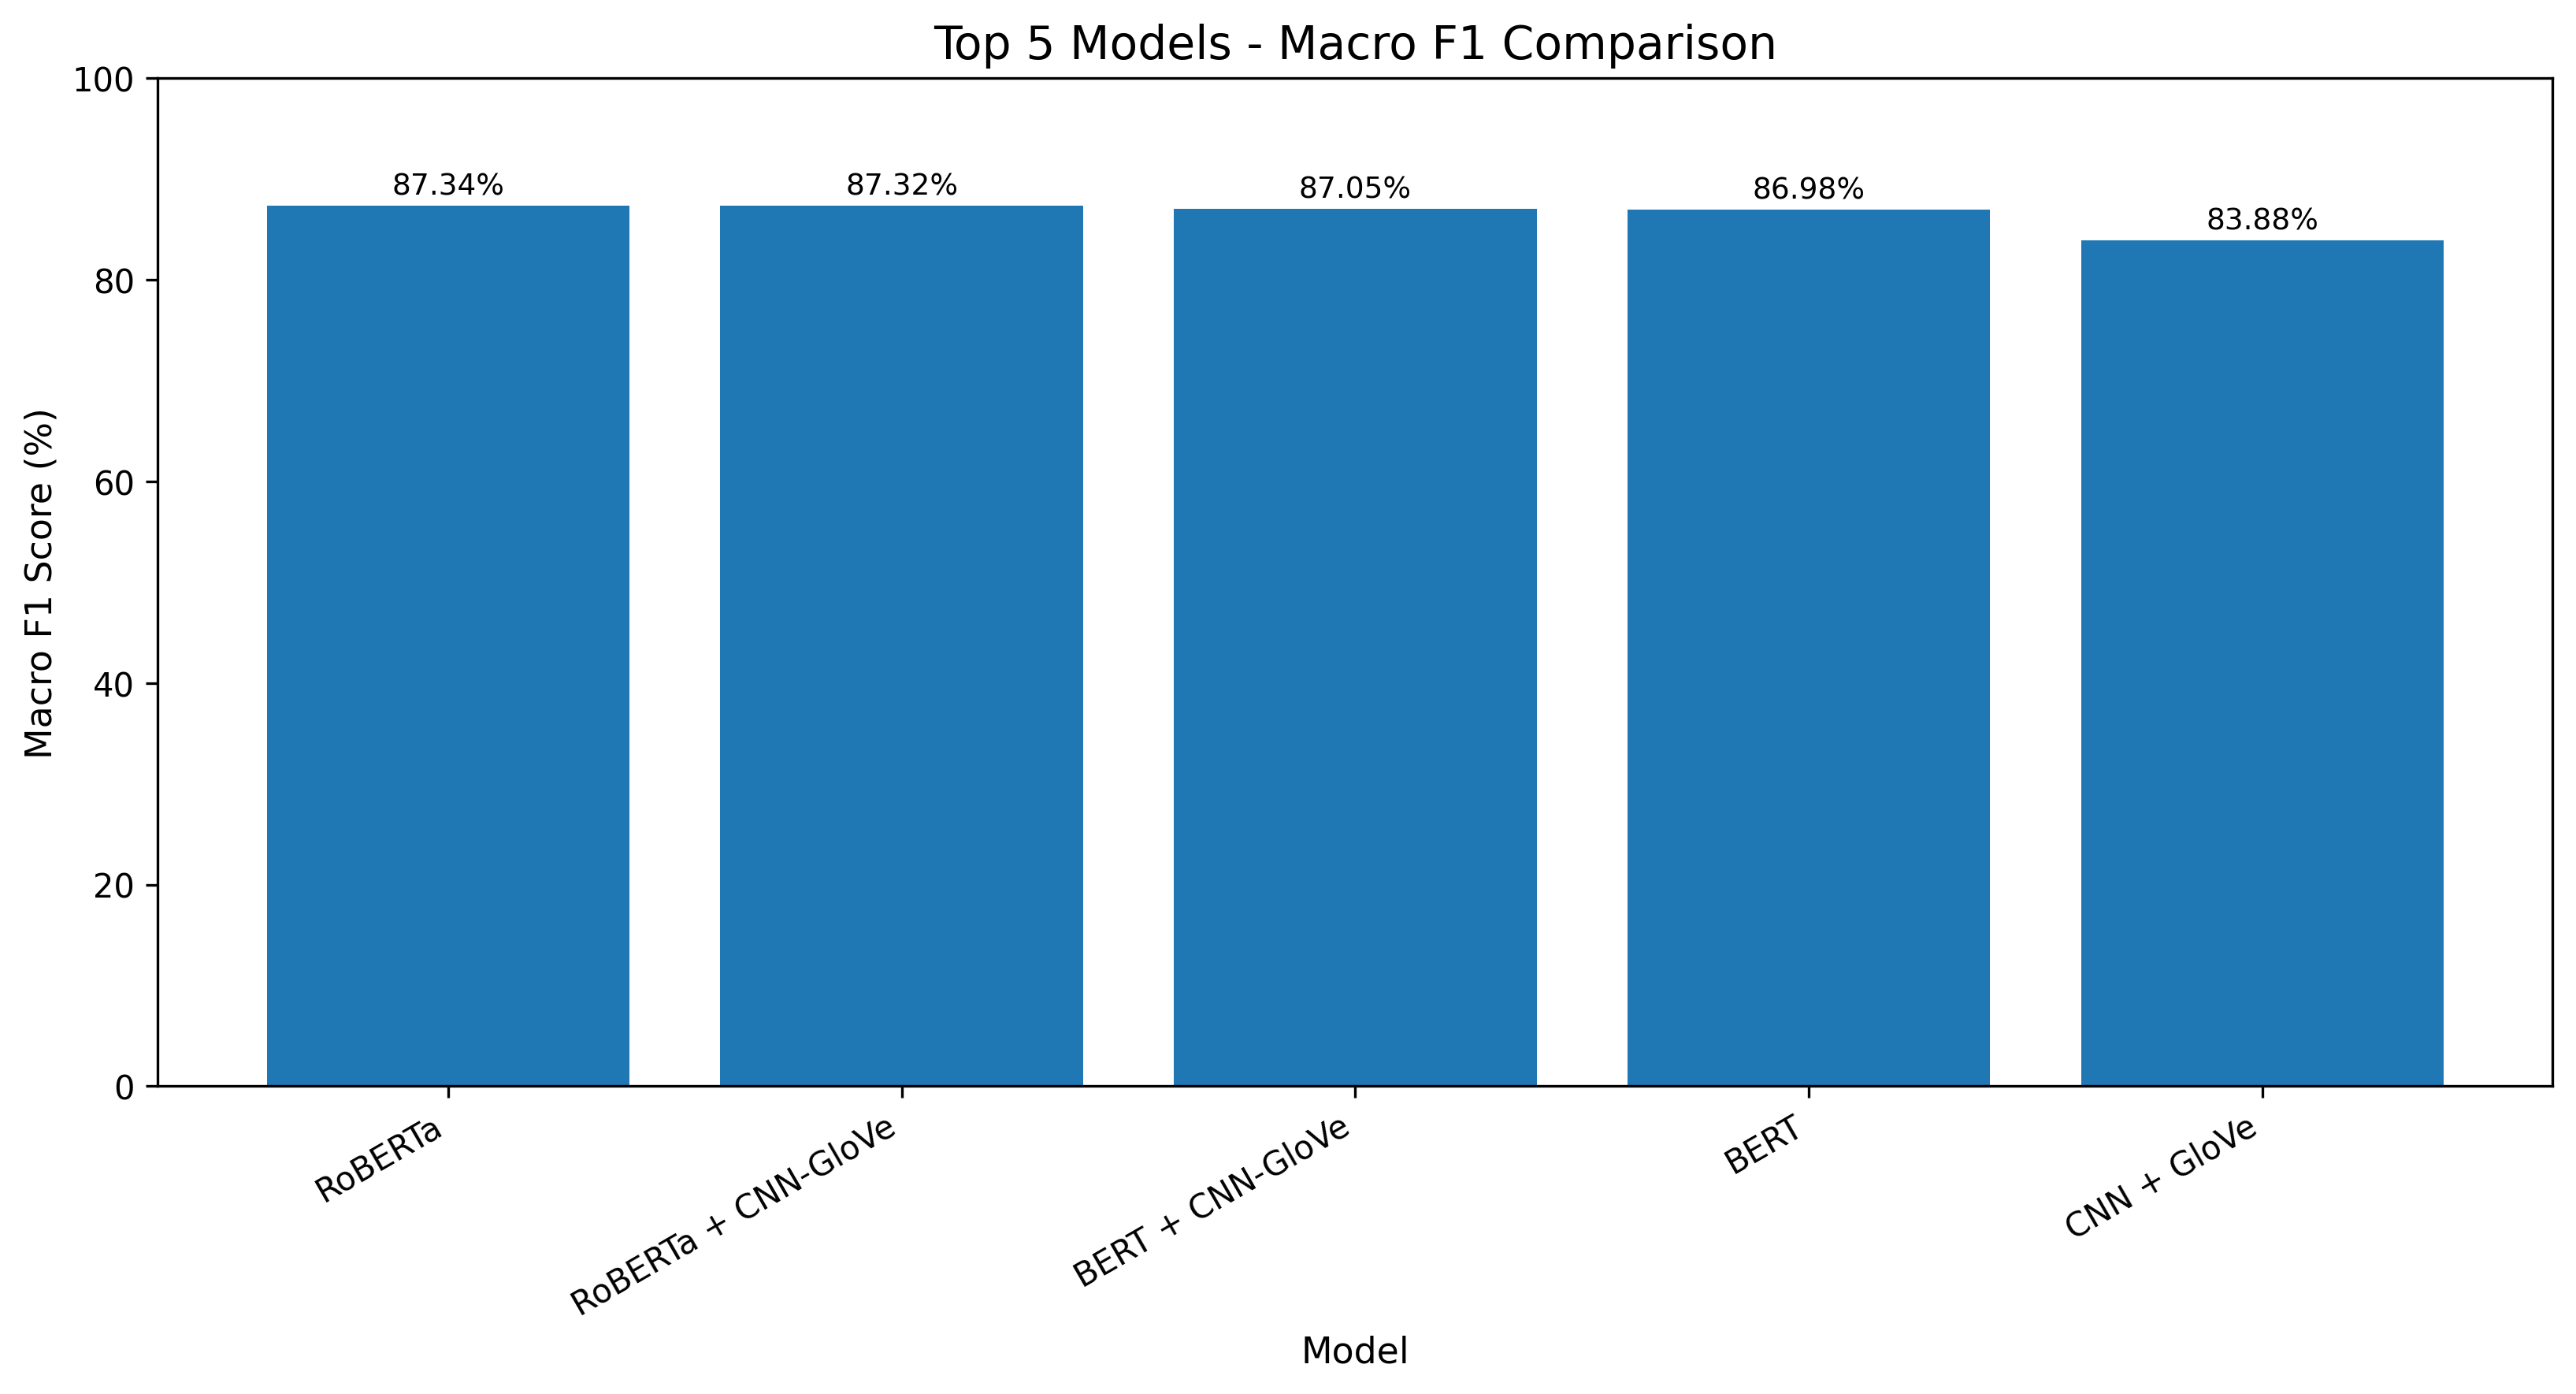 Top 5 Models - Macro F1 Comparison
100
80
60
40
20
0
Macro F1 Score (%)
87.34%
87.32%
87.05%
86.98%
83.88%
RoBERTa
RoBERTa + CNN-GloVe
BERT + CNN-GloVe
BERT
CNN + GloVe
Model